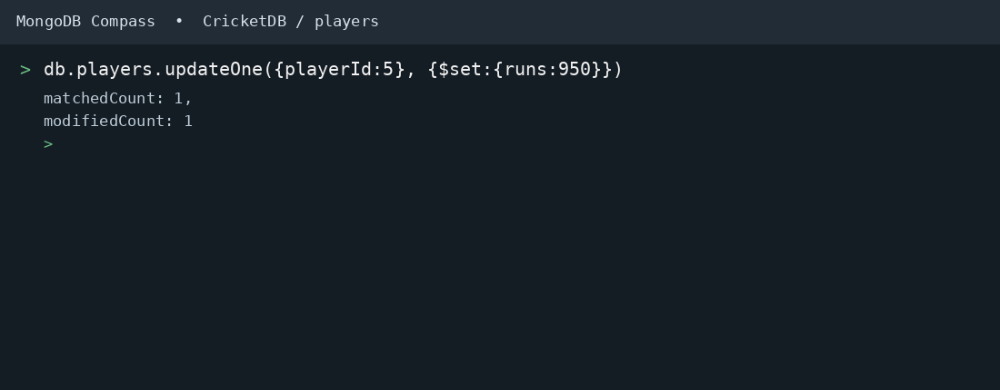 MongoDB Compass • CricketDB / players
> db.players.updateOne({playerId:5}, {$set:{runs:950}})
matchedCount: 1,
modifiedCount: 1
>